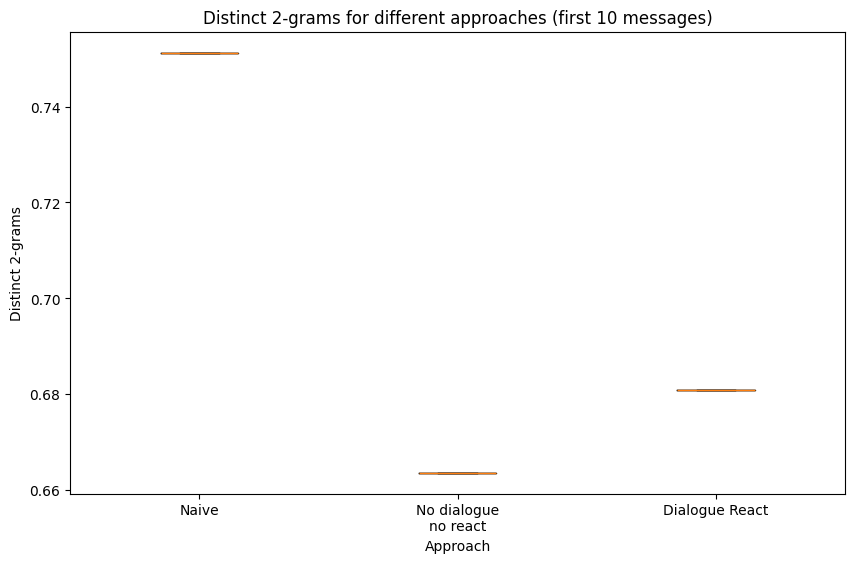 Distinct 2-grams for different approaches (first 10 messages)
Distinct 2-grams
0.74
0.72
0.70
0.68
0.66
Naive
No dialogue
no react
Dialogue React
Approach